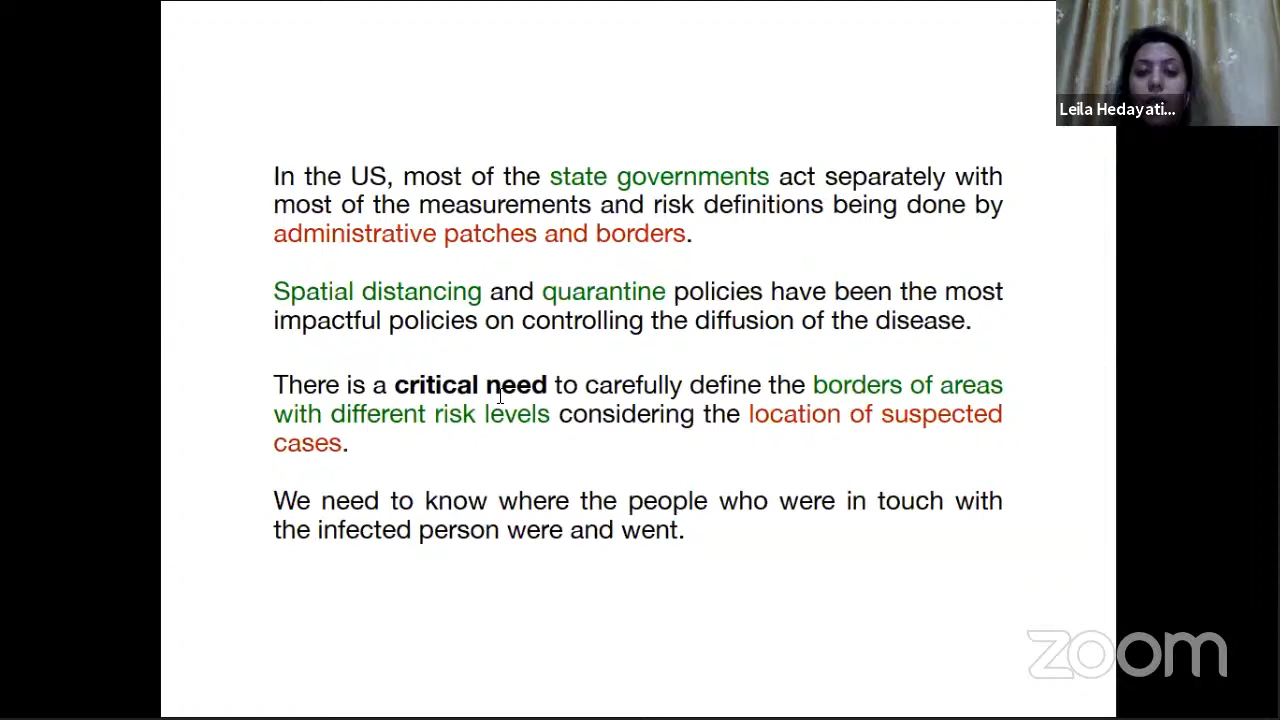 Leila Hedayati...
In the US, most of the state governments act separately with
most of the measurements and risk definitions being done by
administrative patches and borders.
Spatial distancing and quarantine policies have been the most
impactful policies on controlling the diffusion of the disease.
There is a critical need to carefully define the borders of areas
with different risk levels considering the location of suspected
cases.
We need to know where the people who were in touch with
the infected person were and went.
zoom